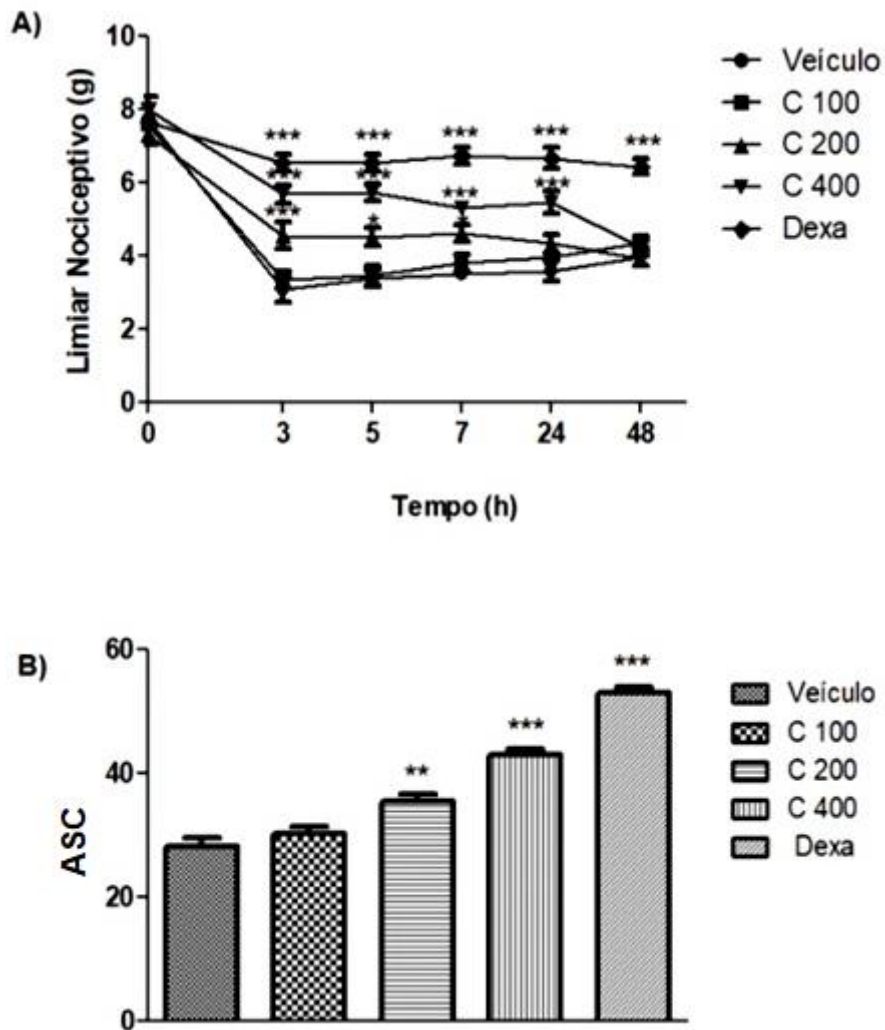 A)
Limiar Nociceptivo (g)
10
8
6
4
2
0
*** *** *** *** ***
*** *** *** ***
*** * *
0 3 5 7 24 48
Tempo (h)
Veículo
C 100
C 200
C 400
Dexa
B)
ASC
60
40
20
0
** *** ***
Veículo
C 100
C 200
C 400
Dexa